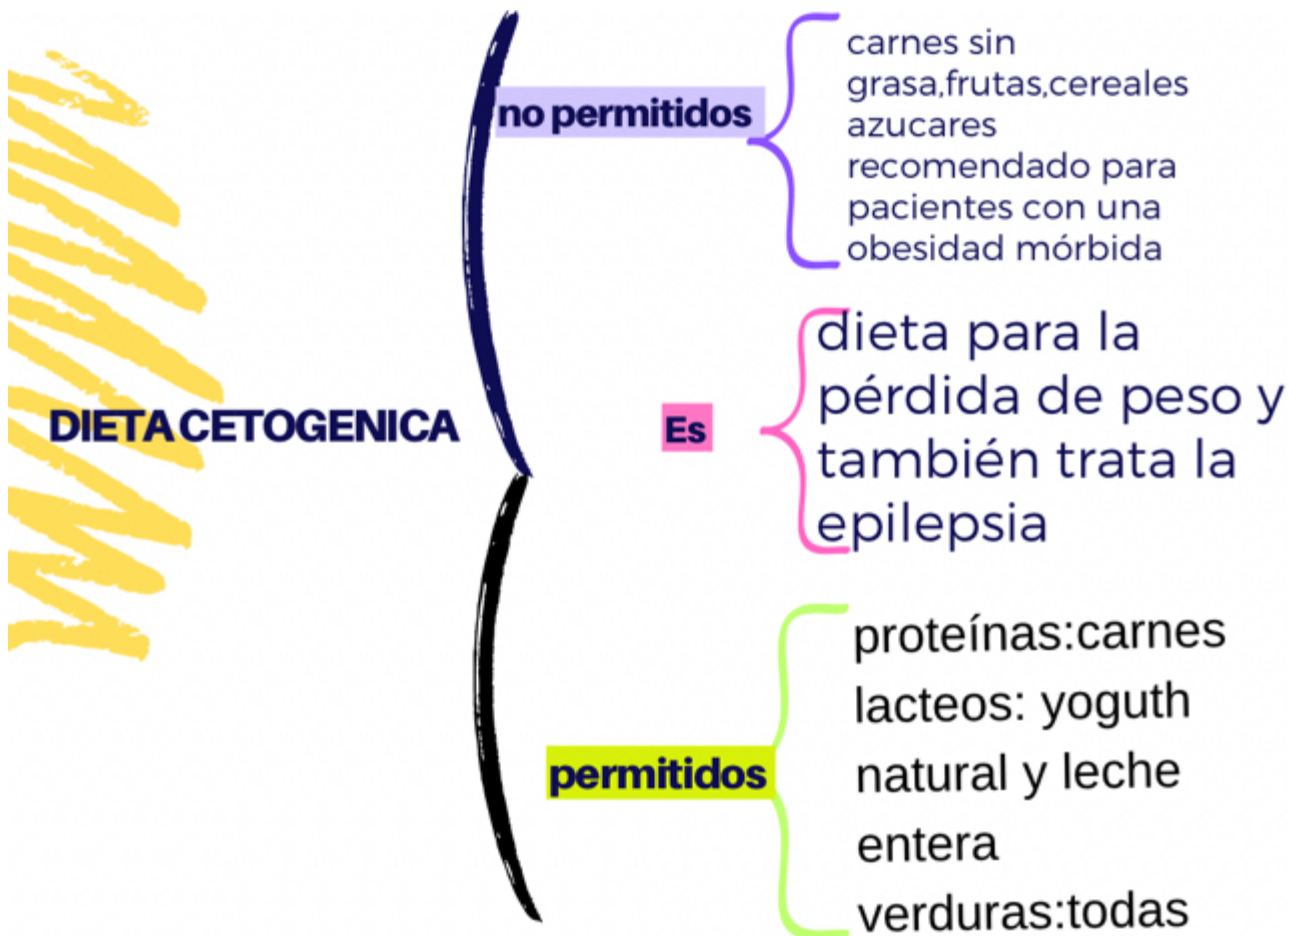 DIETA CETOGENICA
no permitidos
carnes sin
grasa,frutas,cereales
azucares
recomendado para
pacientes con una
obesidad mórbida
Es
dieta para la
pérdida de peso y
también trata la
epilepsia
permitidos
proteínas:carnes
lacteos: yoguth
natural y leche
entera
verduras:todas